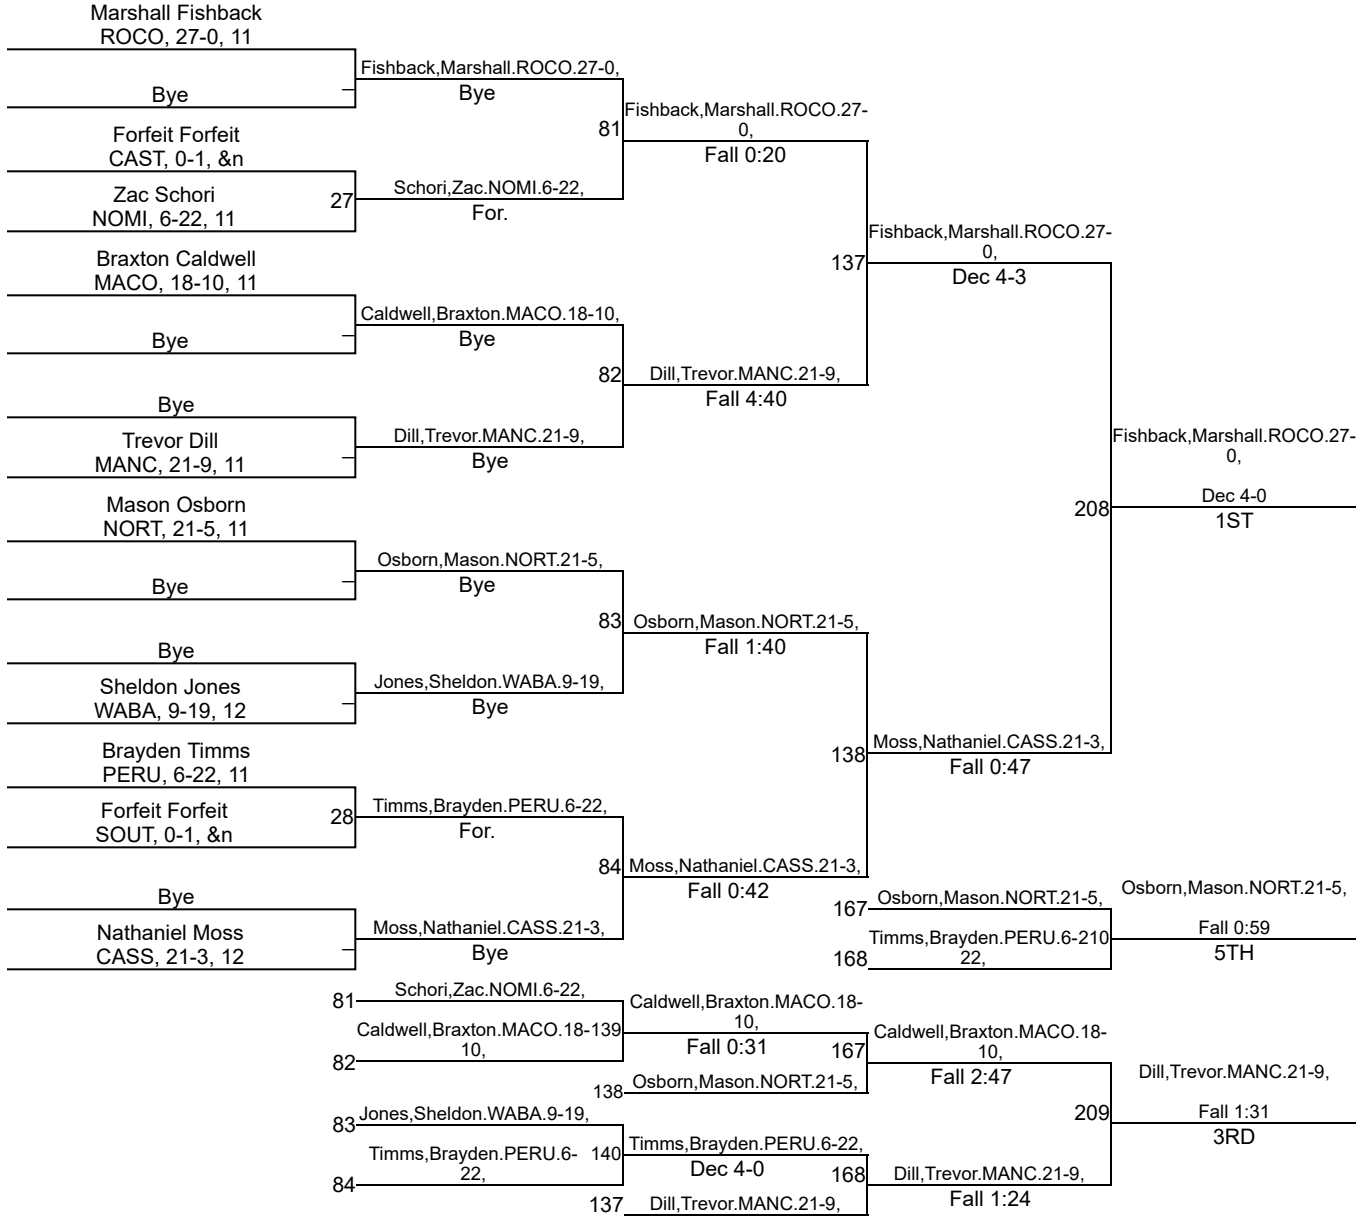 Marshall Fishback
ROCO, 27-0, 11
Bye
Forfeit Forfeit
CAST, 0-1, &n
Zac Schori
NOMI, 6-22, 11
27
Braxton Caldwell
MACO, 18-10, 11
Bye
Bye
Trevor Dill
MANC, 21-9, 11
Mason Osborn
NORT, 21-5, 11
Bye
Bye
Sheldon Jones
WABA, 9-19, 12
Brayden Timms
PERU, 6-22, 11
Forfeit Forfeit
SOUT, 0-1, &n
28
Bye
Nathaniel Moss
CASS, 21-3, 12
Fishback,Marshall.ROCO.27-0,
Bye
81
Schori,Zac.NOMI.6-22,
For.
Caldwell,Braxton.MACO.18-10,
Bye
82
Dill,Trevor.MANC.21-9,
Bye
Osborn,Mason.NORT.21-5,
Bye
83
Jones,Sheldon.WABA.9-19,
Bye
Timms,Brayden.PERU.6-22,
For.
84
Moss,Nathaniel.CASS.21-3,
Bye
Fishback,Marshall.ROCO.27-
0,
Fall 0:20
137
Dill,Trevor.MANC.21-9,
Fall 4:40
Osborn,Mason.NORT.21-5,
Fall 1:40
138
Moss,Nathaniel.CASS.21-3,
Fall 0:42
Fishback,Marshall.ROCO.27-
0,
Dec 4-3
208
Moss,Nathaniel.CASS.21-3,
Fall 0:47
Fishback,Marshall.ROCO.27-
0,
Dec 4-0
1ST
167
Osborn,Mason.NORT.21-5,
168
Timms,Brayden.PERU.6-
22,
210
Osborn,Mason.NORT.21-5,
Fall 0:59
5TH
81
Schori,Zac.NOMI.6-22,
82
Caldwell,Braxton.MACO.18-
10,
139
83
Jones,Sheldon.WABA.9-19,
84
Timms,Brayden.PERU.6-
22,
140
Caldwell,Braxton.MACO.18-
10,
Fall 0:31
167
138
Osborn,Mason.NORT.21-5,
Timms,Brayden.PERU.6-22,
Dec 4-0
168
137
Dill,Trevor.MANC.21-9,
Caldwell,Braxton.MACO.18-
10,
Fall 2:47
209
Dill,Trevor.MANC.21-9,
Fall 1:24
Dill,Trevor.MANC.21-9,
Fall 1:31
3RD